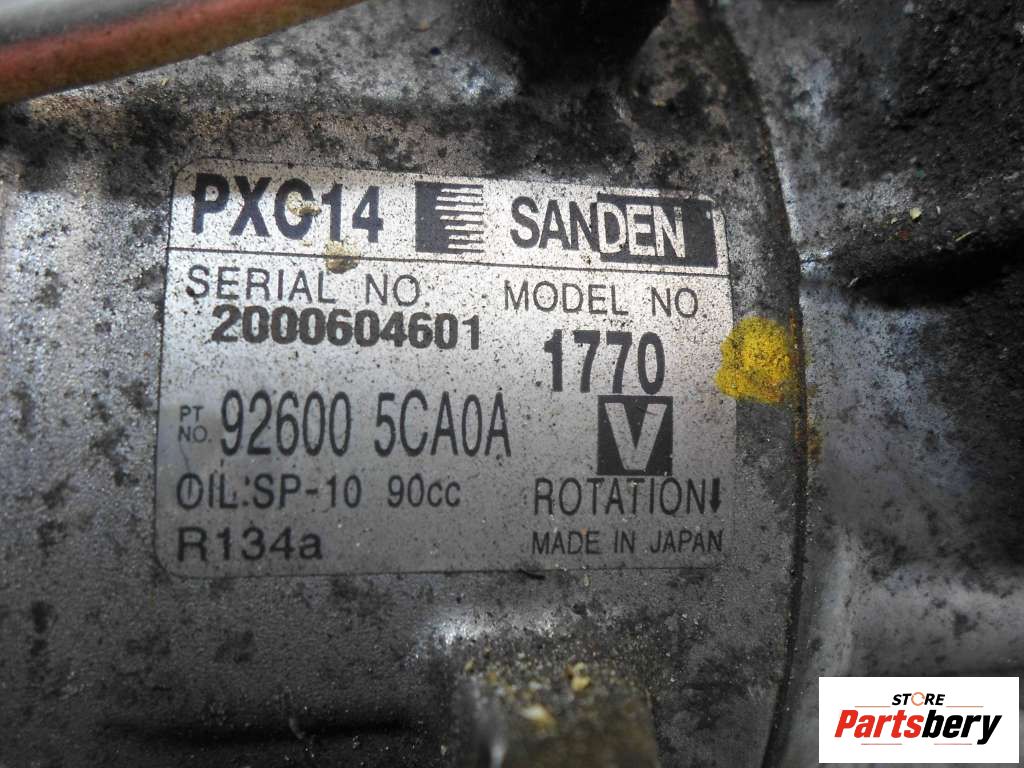 PXC14 SANDEN
SERIAL NO. MODEL NO.
2000604601 1770
PT NO. 92600 5CA0A V
OIL:SP-10 90cc ROTATION↓
R134a MADE IN JAPAN
STORE
Partsbery